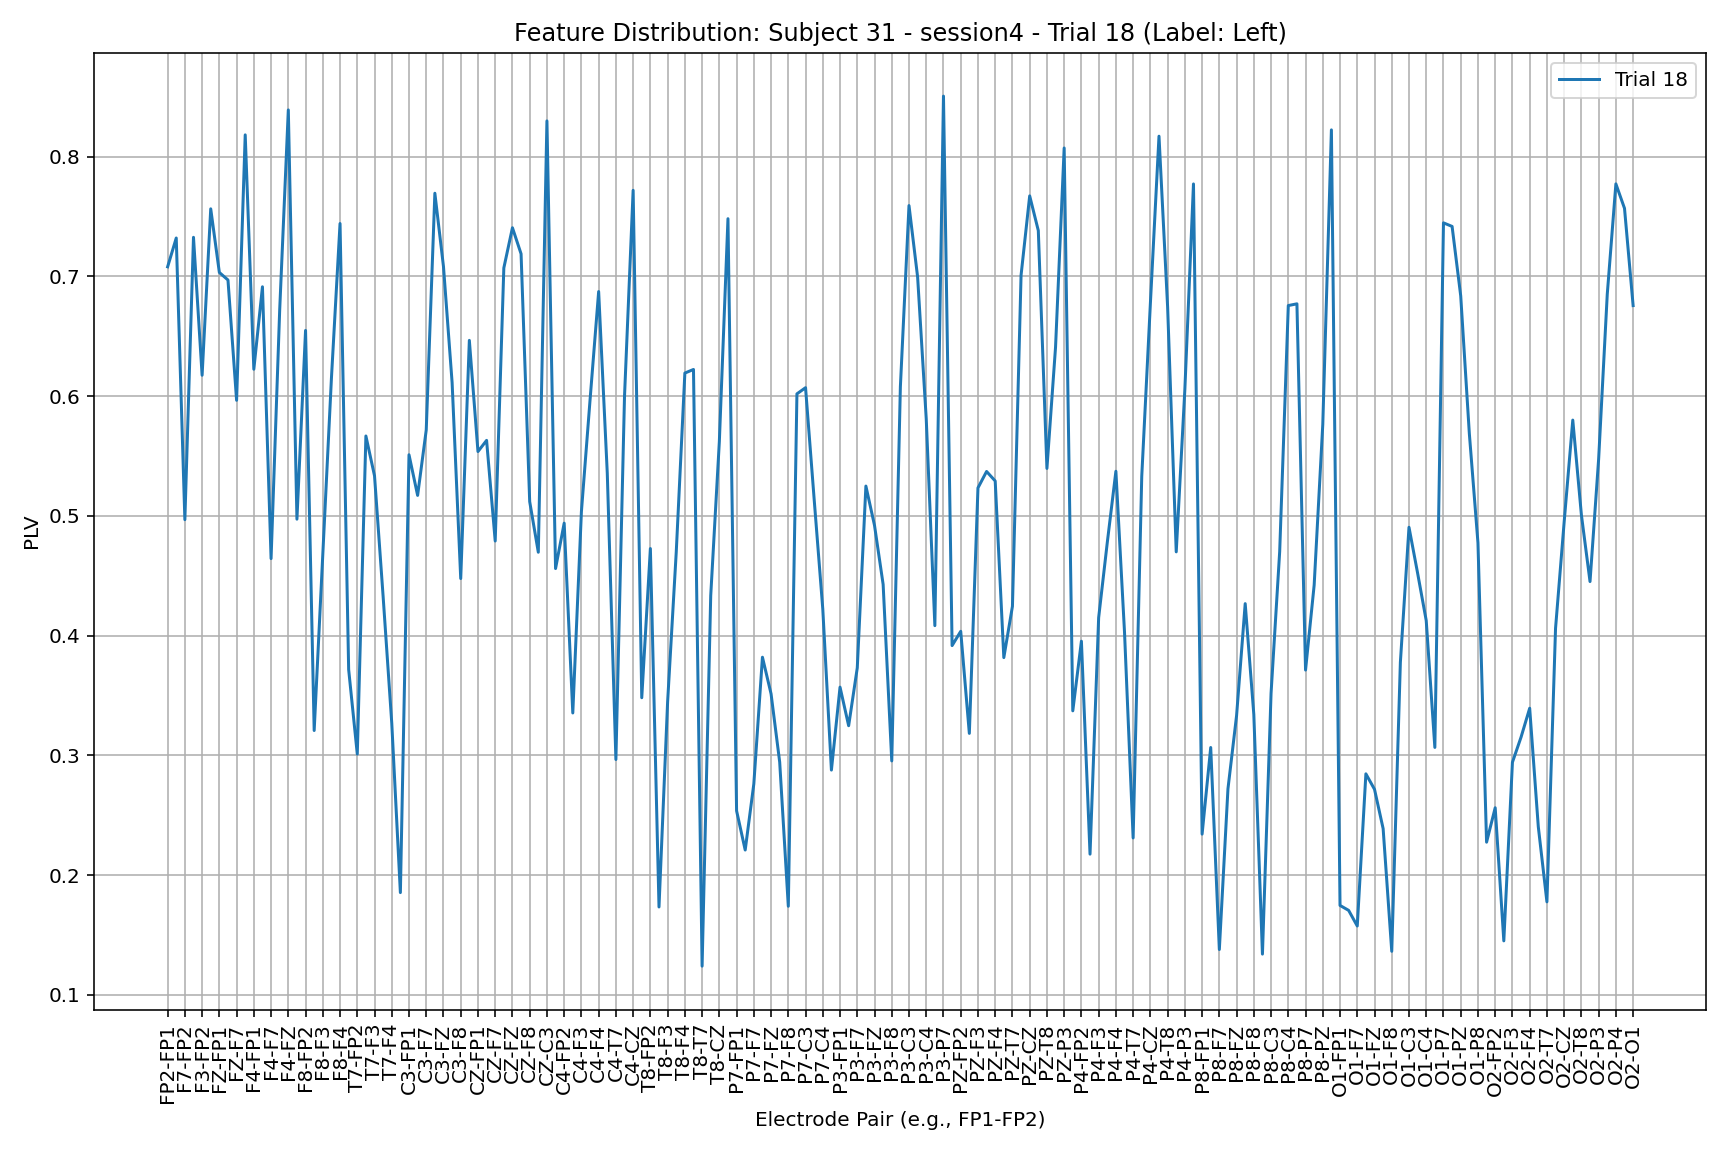 Feature Distribution: Subject 31 - session4 - Trial 18 (Label: Left)
Trial 18
PLV
0.8
0.7
0.6
0.5
0.4
0.3
0.2
0.1
FP2-FP1
F7-FP2
F3-FP2
FZ-FP1
FZ-F7
F4-FP1
F4-F7
F4-FZ
F8-FP2
F8-F3
F8-F4
T7-FP2
T7-F3
T7-F4
C3-FP1
C3-F7
C3-FZ
C3-F8
CZ-FP1
CZ-F7
CZ-FZ
CZ-F8
CZ-C3
C4-FP2
C4-F3
C4-F4
C4-T7
C4-CZ
T8-FP2
T8-F3
T8-F4
T8-T7
T8-CZ
P7-FP1
P7-F7
P7-FZ
P7-F8
P7-C3
P7-C4
P3-FP1
P3-F7
P3-FZ
P3-F8
P3-C3
P3-C4
P3-P7
PZ-FP2
PZ-F3
PZ-F4
PZ-T7
PZ-CZ
PZ-T8
PZ-P3
P4-FP2
P4-F3
P4-F4
P4-T7
P4-CZ
P4-T8
P4-P3
P8-FP1
P8-F7
P8-FZ
P8-F8
P8-C3
P8-C4
P8-P7
P8-PZ
O1-FP1
O1-F7
O1-FZ
O1-F8
O1-C3
O1-C4
O1-P7
O1-PZ
O1-P8
O2-FP2
O2-F3
O2-F4
O2-T7
O2-CZ
O2-T8
O2-P3
O2-P4
O2-O1
Electrode Pair (e.g., FP1-FP2)